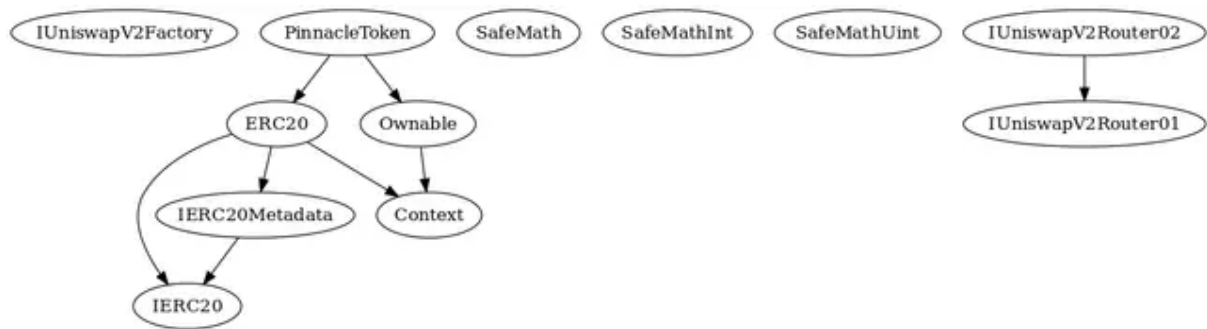 IUniswapV2Factory
PinnacleToken
SafeMath
SafeMathInt
SafeMathUint
IUniswapV2Router02
ERC20
Ownable
IUniswapV2Router01
IERC20Metadata
Context
IERC20